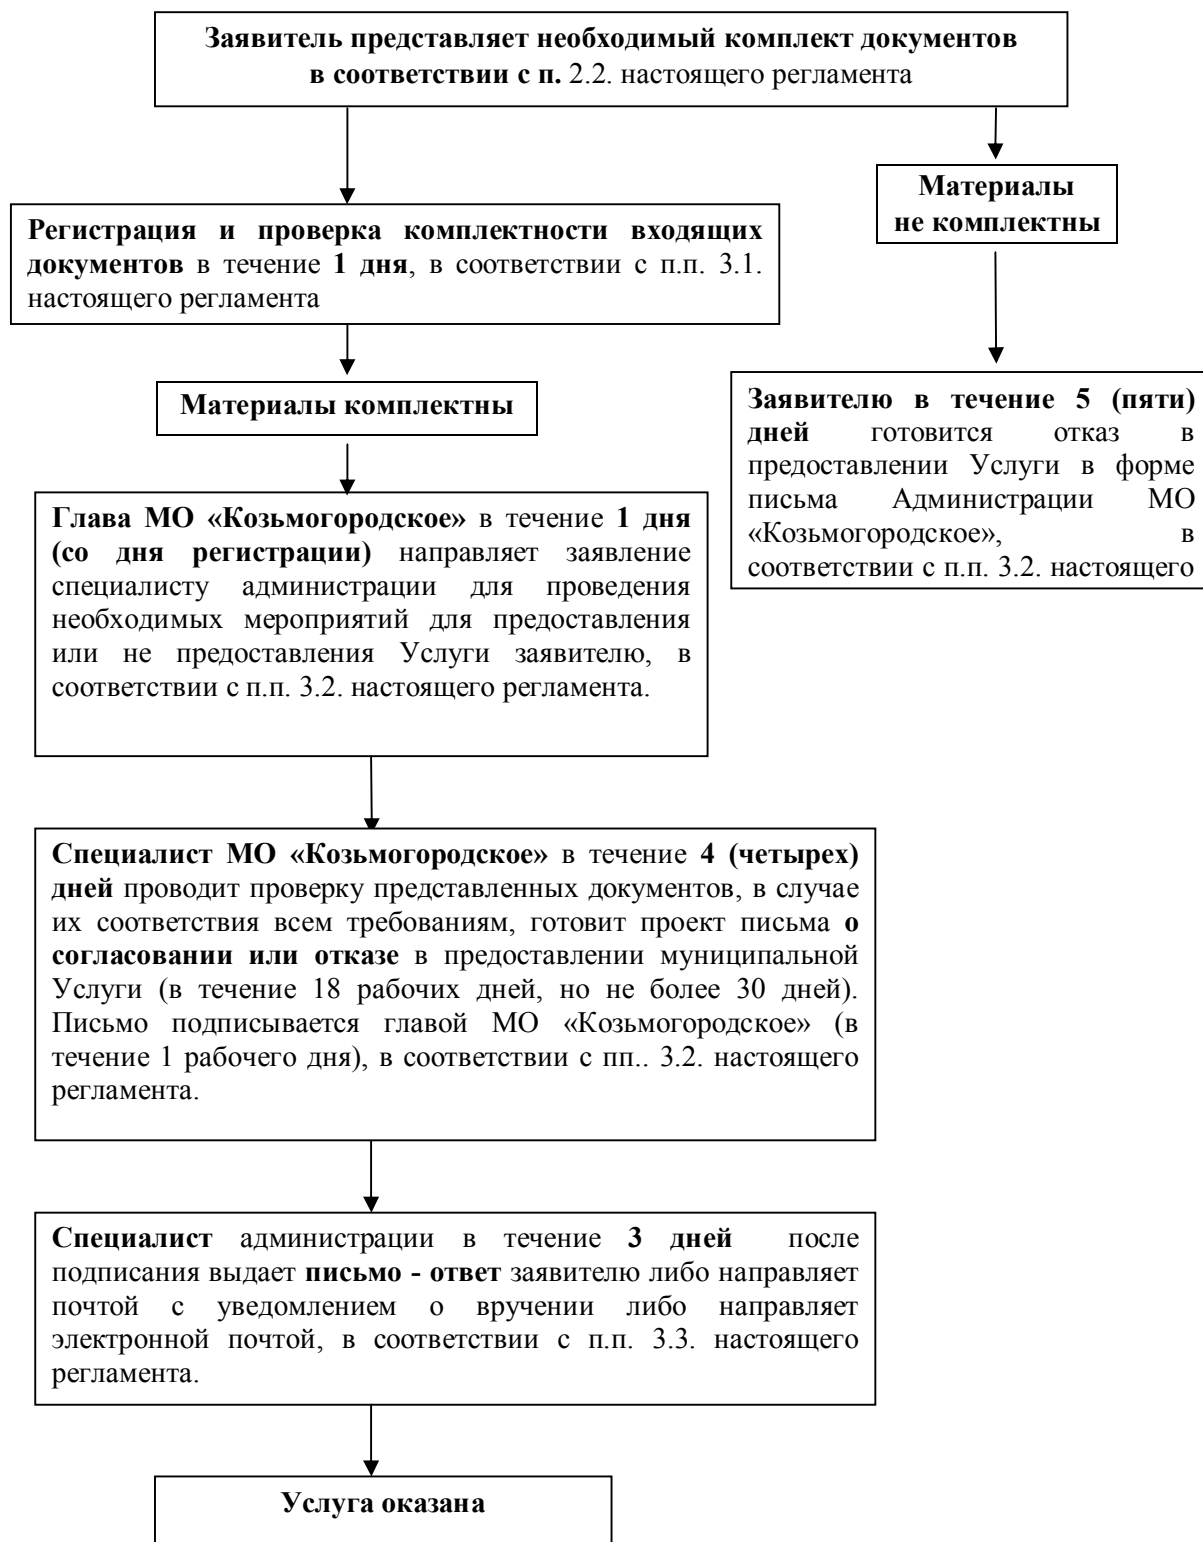 Заявитель представляет необходимый комплект документов
в соответствии с п. 2.2. настоящего регламента
Материалы
не комплектны
Регистрация и проверка комплектности входящих
документов в течение 1 дня, в соответствии с п.п. 3.1.
настоящего регламента
Материалы комплектны
Заявителю в течение 5 (пяти)
дней готовится отказ в
предоставлении Услуги в форме
письма Администрации МО
«Козьмогородское», в
соответствии с п.п. 3.2. настоящего
Глава МО «Козьмогородское» в течение 1 дня
(со дня регистрации) направляет заявление
специалисту администрации для проведения
необходимых мероприятий для предоставления
или не предоставления Услуги заявителю, в
соответствии с п.п. 3.2. настоящего регламента.
Специалист МО «Козьмогородское» в течение 4 (четырех)
дней проводит проверку представленных документов, в случае
их соответствия всем требованиям, готовит проект письма о
согласовании или отказе в предоставлении муниципальной
Услуги (в течение 18 рабочих дней, но не более 30 дней).
Письмо подписывается главой МО «Козьмогородское» (в
течение 1 рабочего дня), в соответствии с пп.. 3.2. настоящего
регламента.
Специалист администрации в течение 3 дней после
подписания выдает письмо - ответ заявителю либо направляет
почтой с уведомлением о вручении либо направляет
электронной почтой, в соответствии с п.п. 3.3. настоящего
регламента.
Услуга оказана